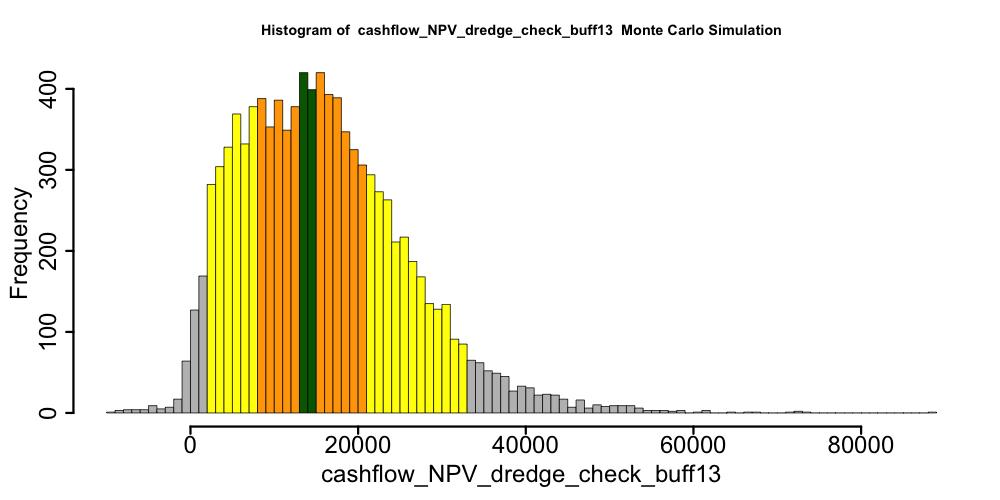 Histogram of  cashflow_NPV_dredge_check_buff13  Monte Carlo Simulation
Frequency
400
300
200
100
0
0 20000 40000 60000 80000
cashflow_NPV_dredge_check_buff13